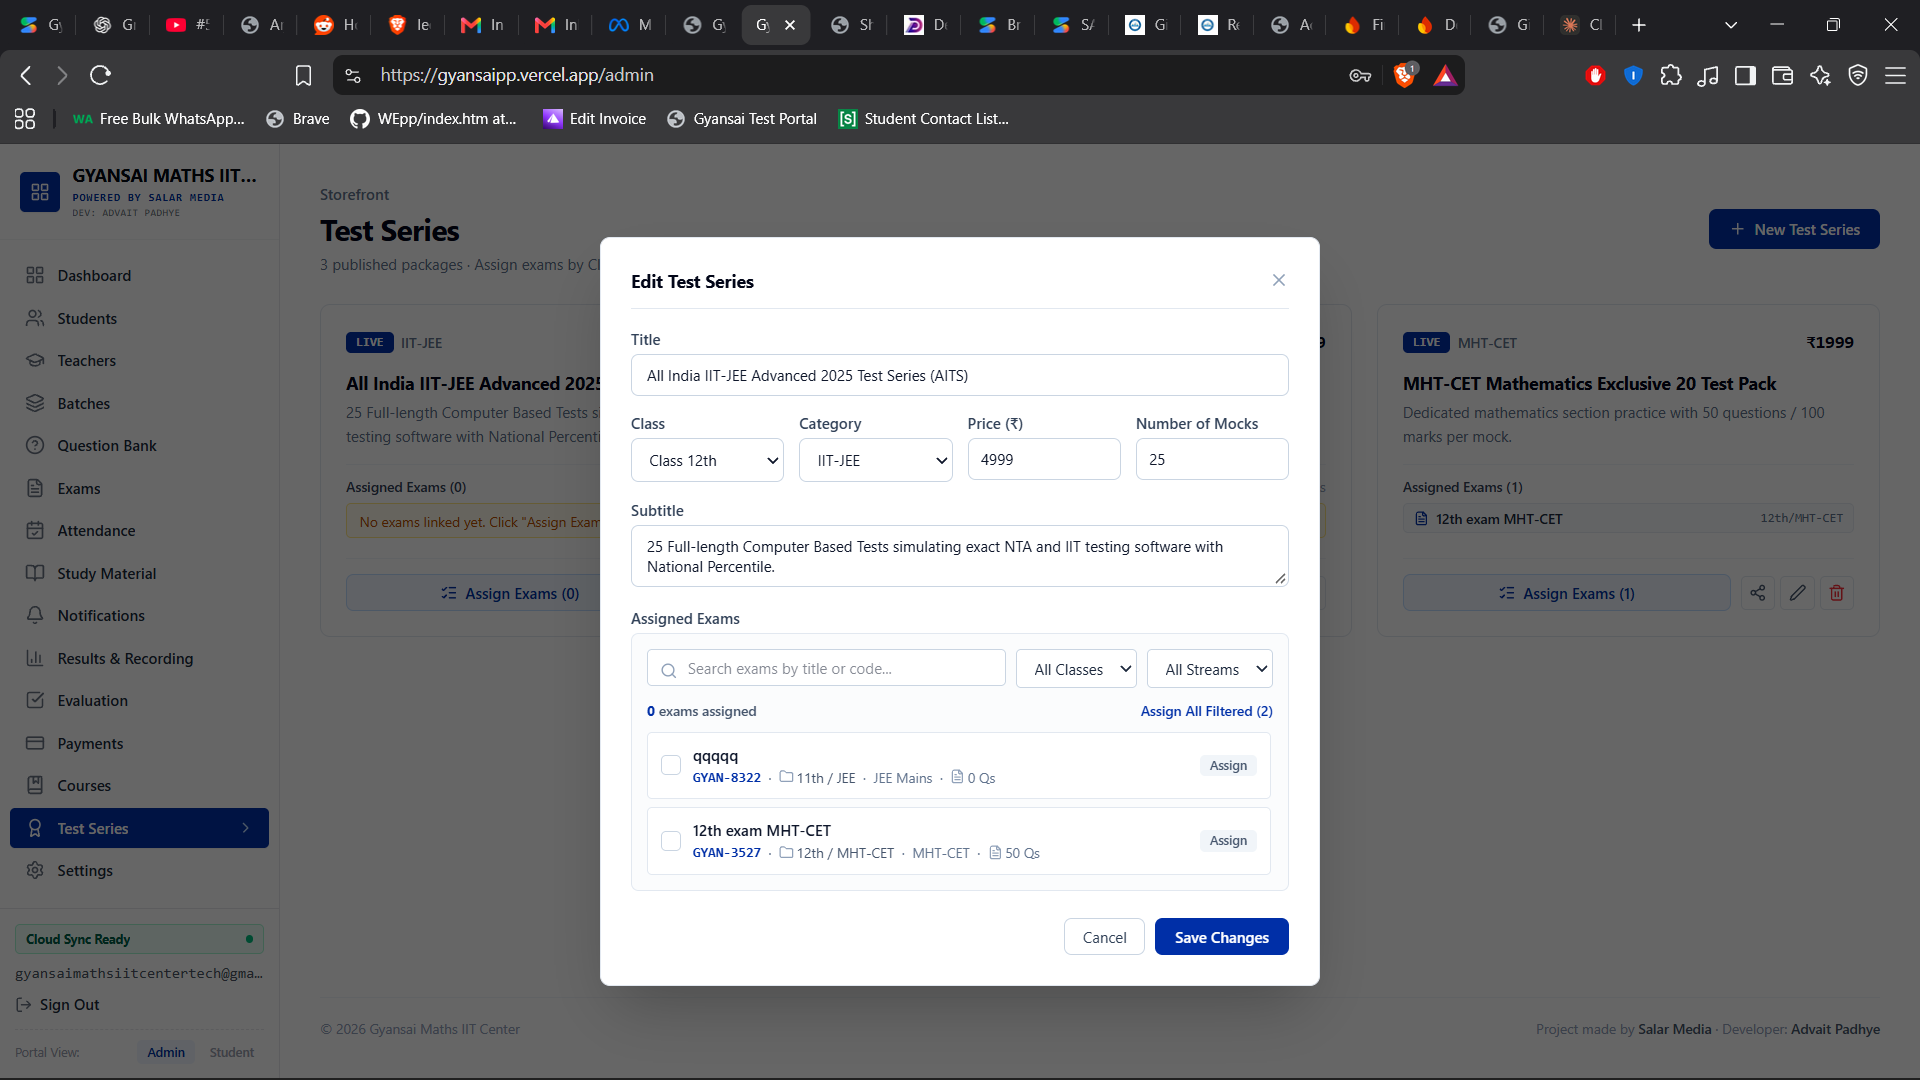 https://gyansaipp.vercel.app/admin
WA Free Bulk WhatsApp...
Brave
WEpp/index.htm at...
Edit Invoice
Gyansai Test Portal
[S] Student Contact List...
GYANSAI MATHS IIT...
POWERED BY SALAR MEDIA
DEV: ADVAIT PADHYE
Dashboard
Students
Teachers
Batches
Question Bank
Exams
Attendance
Study Material
Notifications
Results & Recording
Evaluation
Payments
Courses
Test Series
Settings
Cloud Sync Ready
gyansaimathsiitcentertech@gma...
Sign Out
Portal View:
Admin
Student
Storefront
Test Series
3 published packages · Assign exams by Cl
+ New Test Series
LIVE IIT-JEE
All India IIT-JEE Advanced 2025
25 Full-length Computer Based Tests s
testing software with National Percenti
Assigned Exams (0)
No exams linked yet. Click "Assign Exam
Assign Exams (0)
LIVE MHT-CET
₹1999
MHT-CET Mathematics Exclusive 20 Test Pack
Dedicated mathematics section practice with 50 questions / 100
marks per mock.
Assigned Exams (1)
12th exam MHT-CET
12th/MHT-CET
Assign Exams (1)
Edit Test Series
Title
All India IIT-JEE Advanced 2025 Test Series (AITS)
Class
Category
Price (₹)
Number of Mocks
Class 12th
IIT-JEE
4999
25
Subtitle
25 Full-length Computer Based Tests simulating exact NTA and IIT testing software with
National Percentile.
Assigned Exams
Search exams by title or code...
All Classes
All Streams
0 exams assigned
Assign All Filtered (2)
qqqqq
GYAN-8322 · 11th / JEE · JEE Mains · 0 Qs
Assign
12th exam MHT-CET
GYAN-3527 · 12th / MHT-CET · MHT-CET · 50 Qs
Assign
Cancel
Save Changes
© 2026 Gyansai Maths IIT Center
Project made by Salar Media · Developer: Advait Padhye